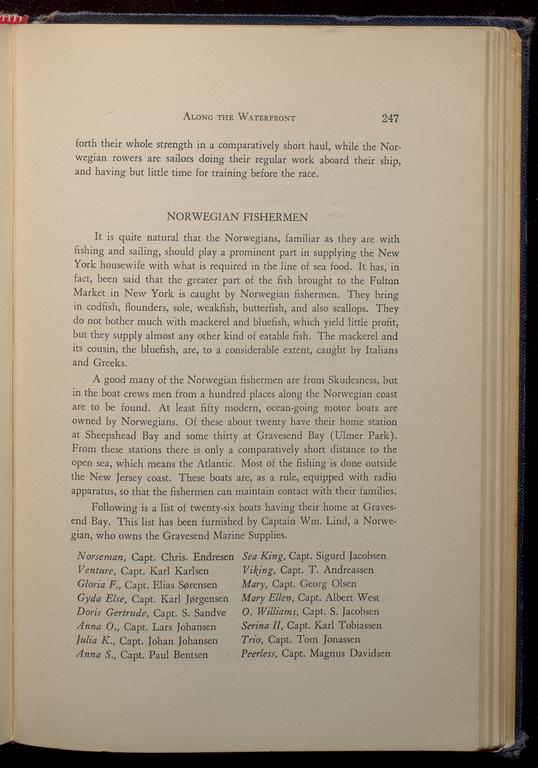 ALONG THE WATERFRONT 247
forth their whole strength in a comparatively short haul, while the Nor-
wegian rowers are sailors doing their regular work aboard their ship,
and having but little time for training before the race.
NORWEGIAN FISHERMEN
It is quite natural that the Norwegians, familiar as they are with
fishing and sailing, should play a prominent part in supplying the New
York housewife with what is required in the line of sea food. It has, in
fact, been said that the greater part of the fish brought to the Fulton
Market in New York is caught by Norwegian fishermen. They bring
in codfish, flounders, sole, weakfish, butterfish, and also scallops. They
do not bother much with mackerel and bluefish, which yield little profit,
but they supply almost any other kind of eatable fish. The mackerel and
its cousin, the bluefish, are, to a considerable extent, caught by Italians
and Greeks.
A good many of the Norwegian fishermen are from Skudesness, but
in the boat crews men from a hundred places along the Norwegian coast
are to be found. At least fifty modern, ocean-going motor boats are
owned by Norwegians. Of these about twenty have their home station
at Sheepshead Bay and some thirty at Gravesend Bay (Ulmer Park).
From these stations there is only a comparatively short distance to the
open sea, which means the Atlantic. Most of the fishing is done outside
the New Jersey coast. These boats are, as a rule, equipped with radio
apparatus, so that the fishermen can maintain contact with their families.
Following is a list of twenty-six boats having their home at Graves-
end Bay. This list has been furnished by Captain Wm. Lind, a Norwe-
gian, who owns the Gravesend Marine Supplies.
Norseman, Capt. Chris. Endresen Sea King, Capt. Sigurd Jacobsen
Venture, Capt. Karl Karlsen Viking, Capt. T. Andreassen
Gloria F., Capt. Elias Sørensen Mary, Capt. Georg Olsen
Gyda Else, Capt. Karl Jørgensen Mary Ellen, Capt. Albert West
Doris Gertrude, Capt. S. Sandve O. Williams, Capt. S. Jacobsen
Anna O., Capt. Lars Johansen Serina II, Capt. Karl Tobiassen
Julia K., Capt. Johan Johansen Trio, Capt. Tom Jonassen
Anna S., Capt. Paul Bentsen Peerless, Capt. Magnus Davidsen